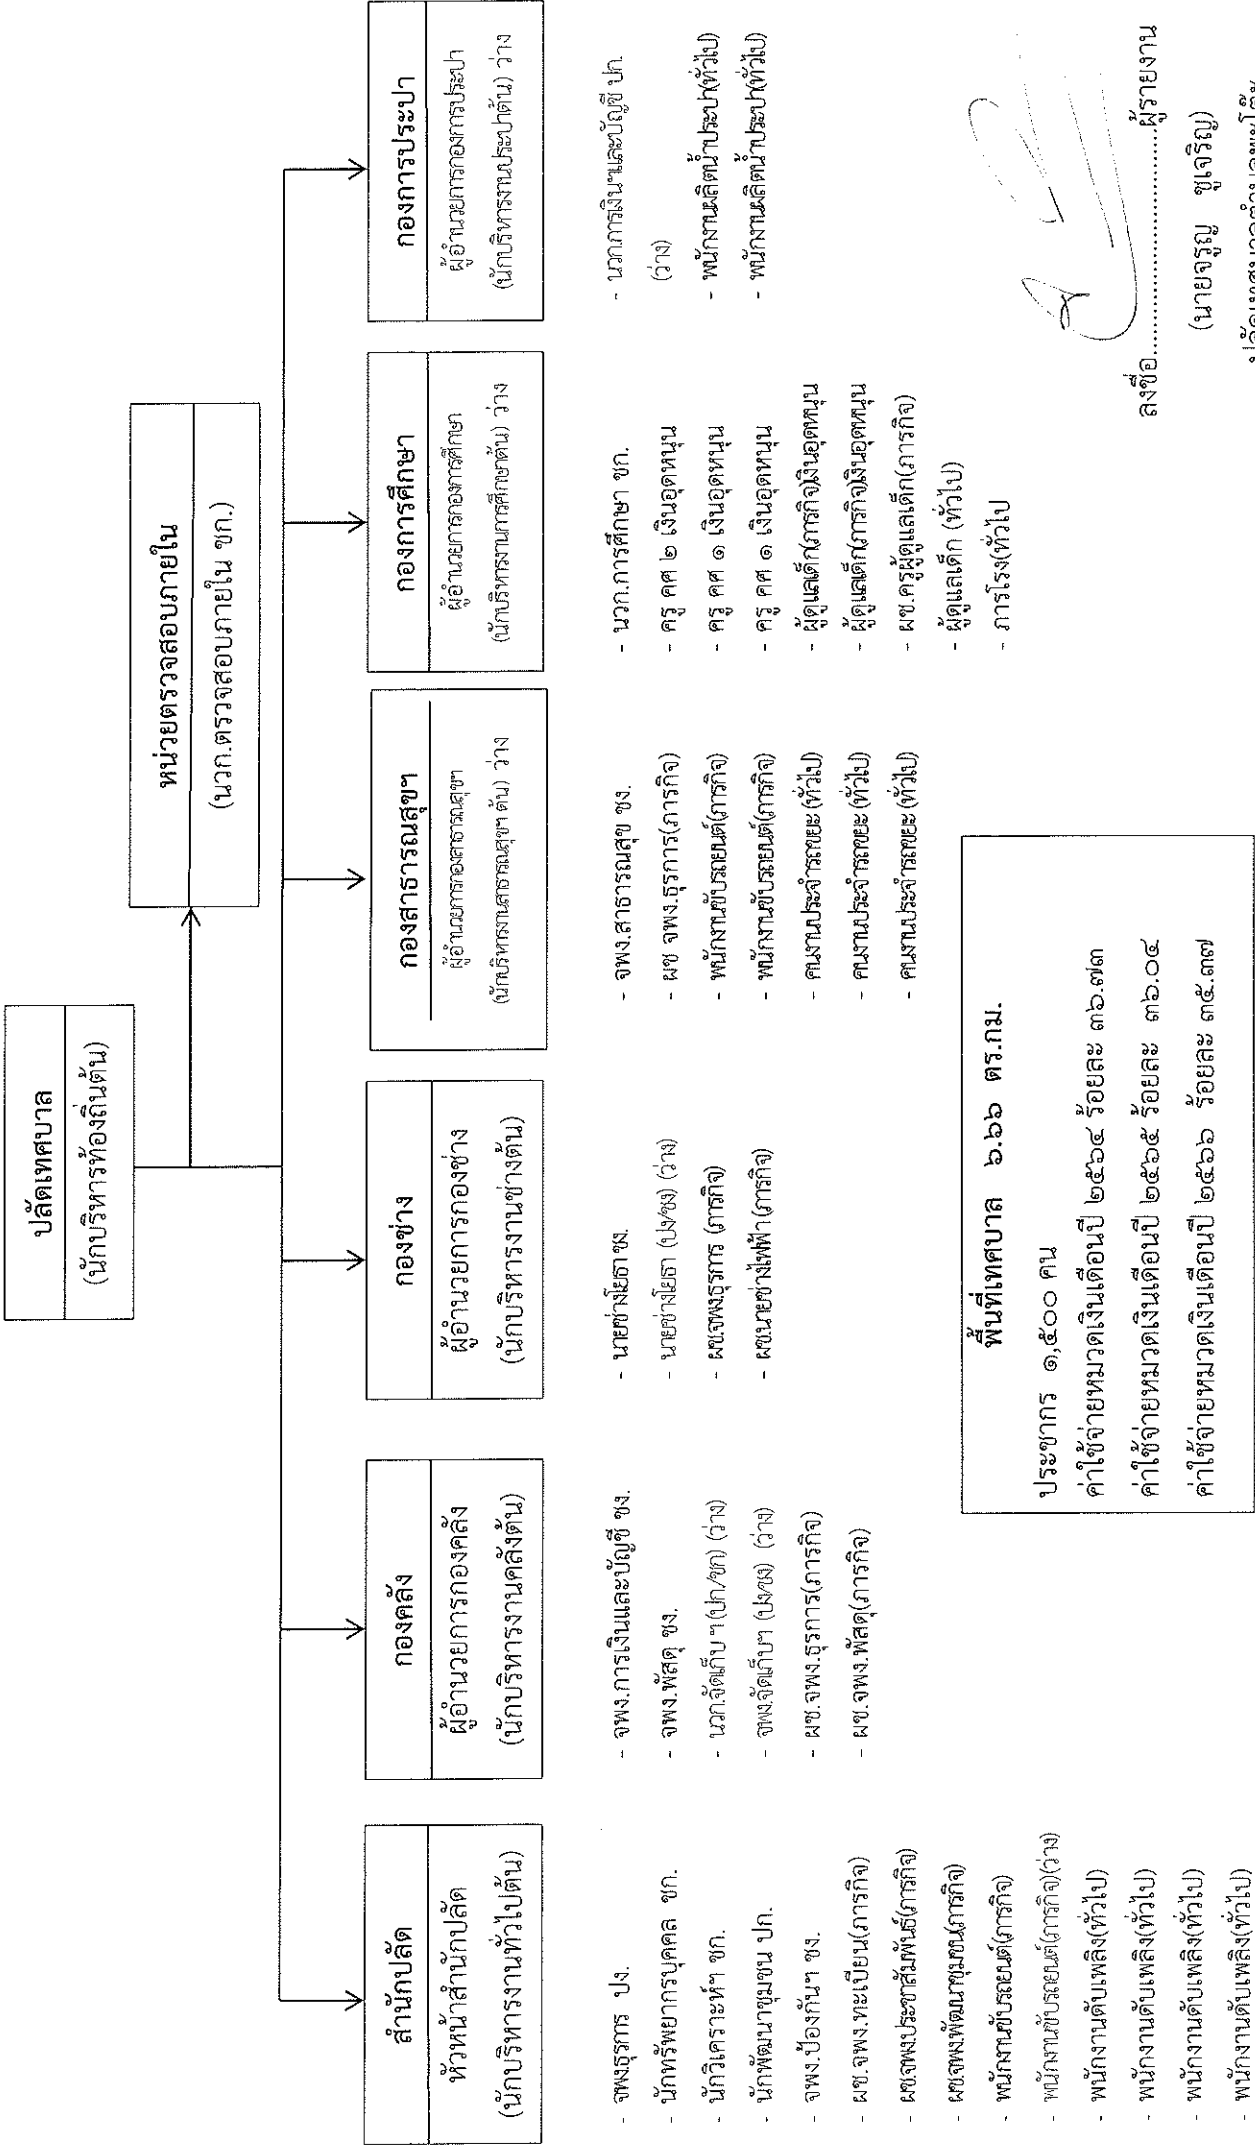 ปลัดเทศบาล
(นักบริหารท้องถิ่นต้น)
หน่วยตรวจสอบภายใน
(นวก.ตรวจสอบภายใน ชก.)
สำนักปลัด
หัวหน้าสำนักปลัด
(นักบริหารงานทั่วไปต้น)
- จพง.ธุรการ ปง.
- นักทรัพยากรบุคคล ชก.
- นักวิเคราะห์ฯ ชก.
- นักพัฒนาชุมชน ปก.
- จพง.ป้องกันฯ ชง.
- ผช.จพง.ทะเบียน(ภารกิจ)
- ผช.จพง.ประชาสัมพันธ์(ภารกิจ)
- ผช.จพง.พัฒนาชุมชน(ภารกิจ)
- พนักงานขับรถยนต์(ภารกิจ)
- พนักงานขับรถยนต์(ภารกิจ)(ว่าง)
- พนักงานดับเพลิง(ทั่วไป)
- พนักงานดับเพลิง(ทั่วไป)
- พนักงานดับเพลิง(ทั่วไป)
- พนักงานดับเพลิง(ทั่วไป)
กองคลัง
ผู้อำนวยการกองคลัง
(นักบริหารงานคลังต้น)
- จพง.การเงินและบัญชี ชง.
- จพง.พัสดุ ชง.
- นวก.จัดเก็บ ฯ(ปก/ชก) (ว่าง)
- จพง.จัดเก็บฯ (ปง/ชง) (ว่าง)
- ผช.จพง.ธุรการ(ภารกิจ)
- ผช.จพง.พัสดุ(ภารกิจ)
กองช่าง
ผู้อำนวยการกองช่าง
(นักบริหารงานช่างต้น)
- นายช่างโยธา ชง.
- นายช่างโยธา (ปง/ชง) (ว่าง)
- ผช.จพง.ธุรการ (ภารกิจ)
- ผช.นายช่างไฟฟ้า (ภารกิจ)
กองสาธารณสุขฯ
ผู้อำนวยการกองสาธารณสุขฯ
(นักบริหารงานสาธารณสุขฯ ต้น) ว่าง
- จพง.สาธารณสุข ชง.
- ผช จพง.ธุรการ(ภารกิจ)
- พนักงานขับรถยนต์(ภารกิจ)
- พนักงานขับรถยนต์(ภารกิจ)
- คนงานประจำรถขยะ (ทั่วไป)
- คนงานประจำรถขยะ (ทั่วไป)
- คนงานประจำรถขยะ (ทั่วไป)
กองการศึกษา
ผู้อำนวยการกองการศึกษา
(นักบริหารงานการศึกษาต้น) ว่าง
- นวก.การศึกษา ชก.
- ครู คศ ๒ เงินอุดหนุน
- ครู คศ ๑ เงินอุดหนุน
- ครู คศ ๑ เงินอุดหนุน
- ผู้ดูแลเด็ก(ภารกิจ)เงินอุดหนุน
- ผู้ดูแลเด็ก(ภารกิจ)เงินอุดหนุน
- ผช.ครูผู้ดูแลเด็ก(ภารกิจ)
- ผู้ดูแลเด็ก (ทั่วไป)
- ภารโรง(ทั่วไป
กองการประปา
ผู้อำนวยการกองการประปา
(นักบริหารงานประปาต้น) ว่าง
- นวก.การเงินฯและบัญชี ปก.
(ว่าง)
- พนักงานผลิตน้ำประปา(ทั่วไป)
- พนักงานผลิตน้ำประปา(ทั่วไป)
พื้นที่เทศบาล ๖.๖๖ ตร.กม.
ประชากร ๑,๕๐๐ คน
ค่าใช้จ่ายหมวดเงินเดือนปี ๒๕๖๔ ร้อยละ ๓๖.๗๓
ค่าใช้จ่ายหมวดเงินเดือนปี ๒๕๖๕ ร้อยละ ๓๖.๐๔
ค่าใช้จ่ายหมวดเงินเดือนปี ๒๕๖๖ ร้อยละ ๓๕.๓๗
ลงชื่อ..............................ผู้รายงาน
(นายจรูญ ชูเจริญ)